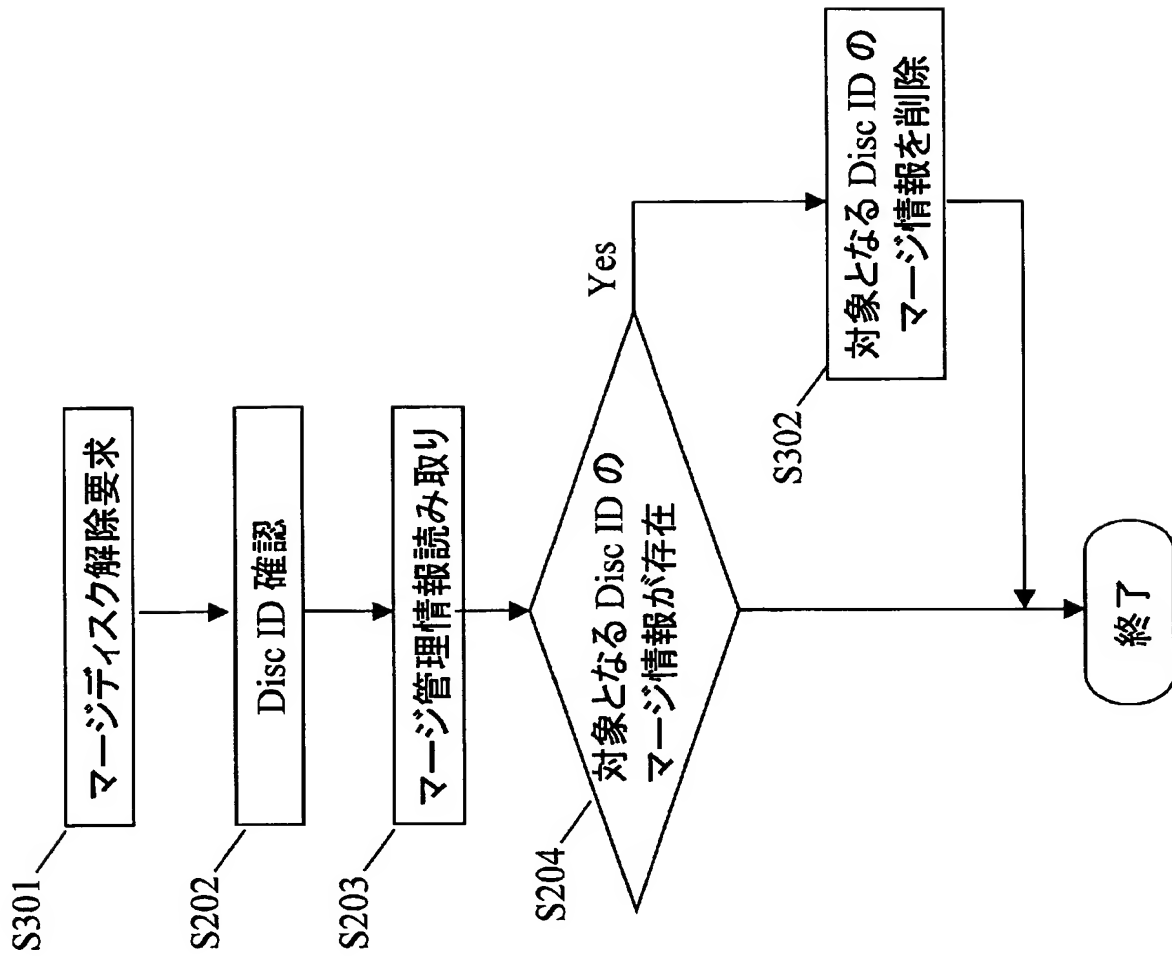 S301
マージディスク解除要求
S202
Disc ID 確認
S203
マージ管理情報読み取り
S204
対象となる Disc ID の
マージ情報が存在
Yes
S302
対象となる Disc ID の
マージ情報を削除
終了